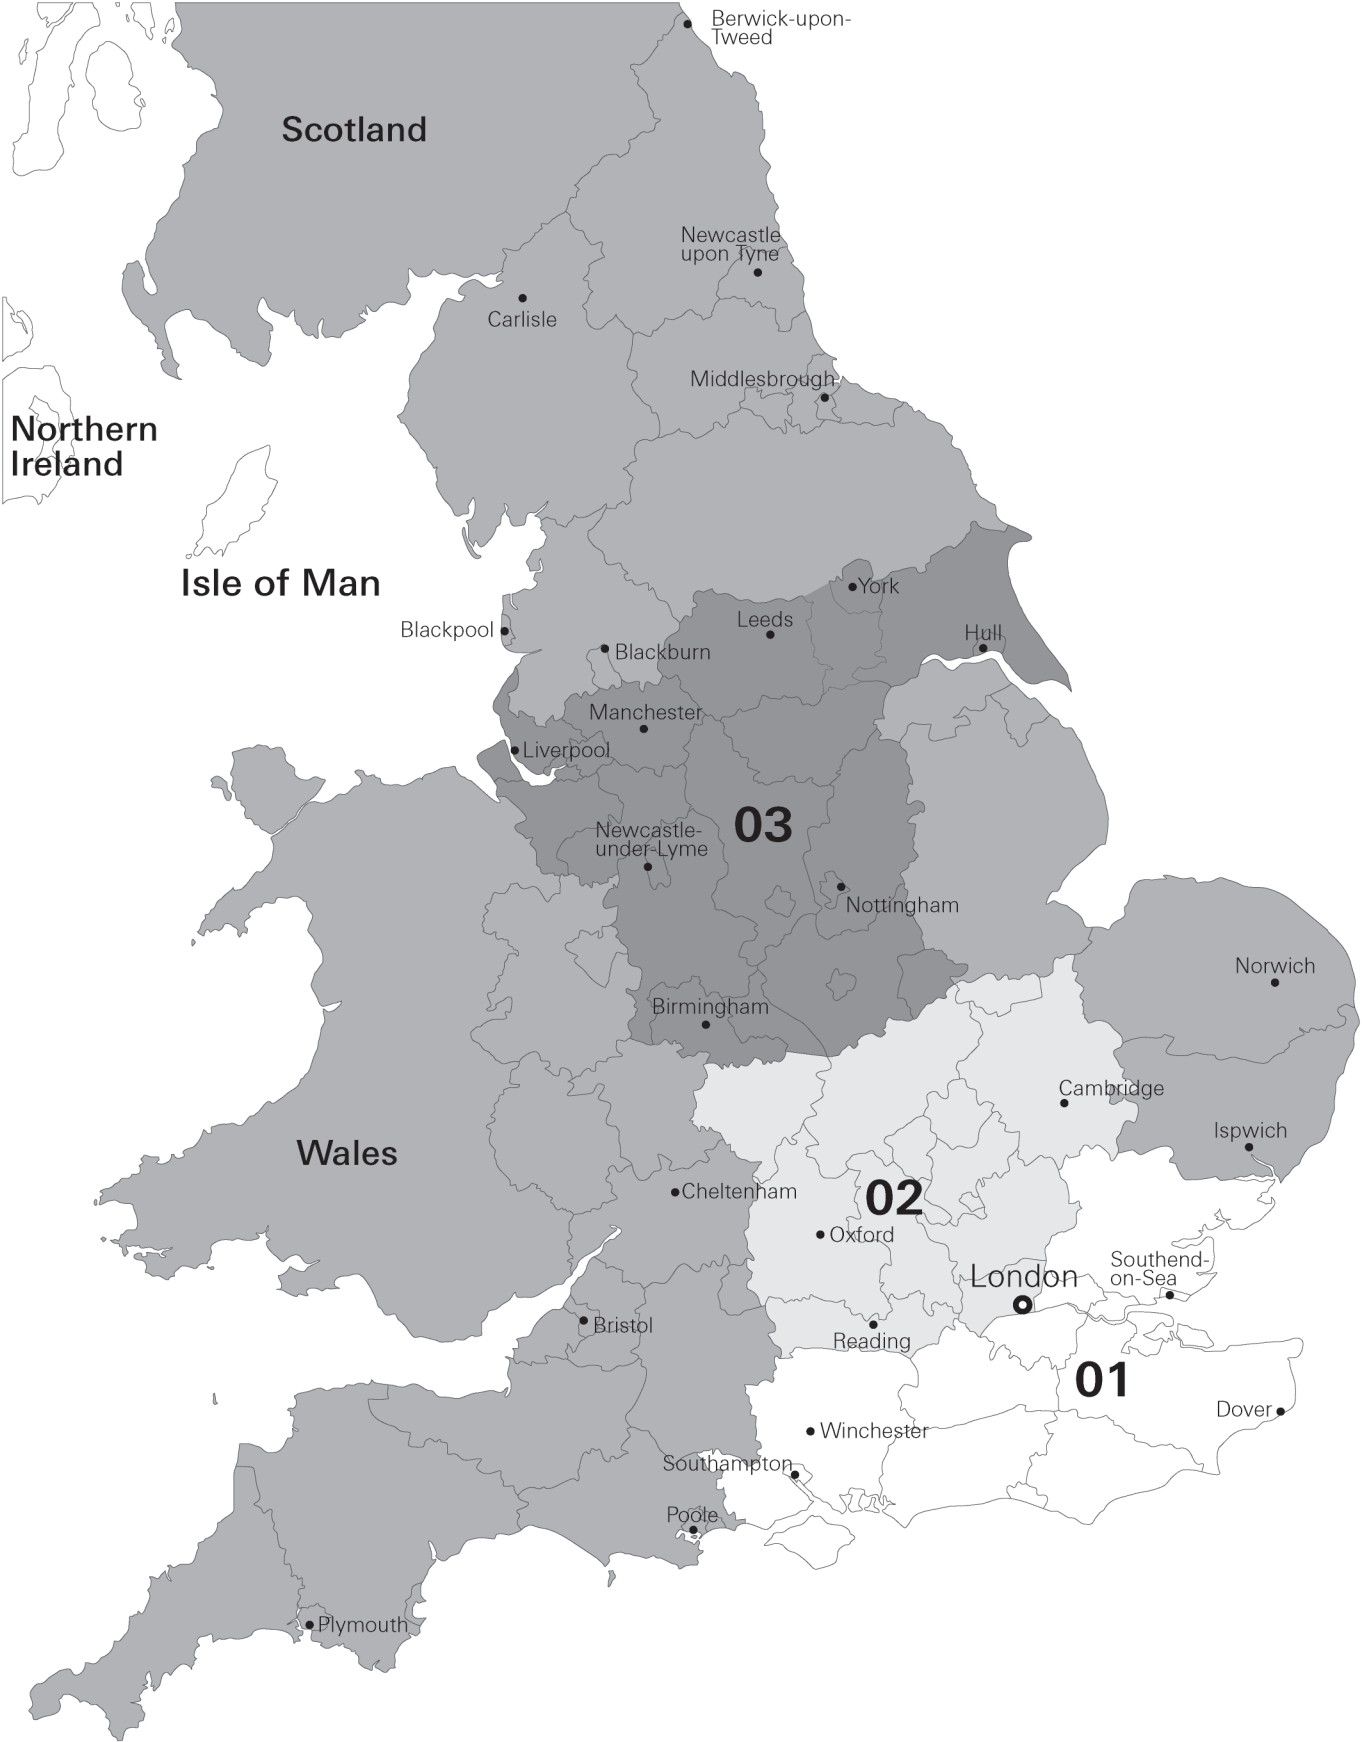 Berwick-upon-
Tweed
Scotland
Newcastle
upon Tyne
Carlisle
Middlesbrough
Northern
Ireland
Isle of Man
York
Leeds
Blackpool
Hull
Blackburn
Manchester
Liverpool
03
Newcastle-
under-Lyme
Nottingham
Norwich
Birmingham
Cambridge
Ispwich
Wales
Cheltenham
02
Oxford
Southend-
on-Sea
London
Bristol
Reading
01
Dover
Winchester
Southampton
Poole
Plymouth